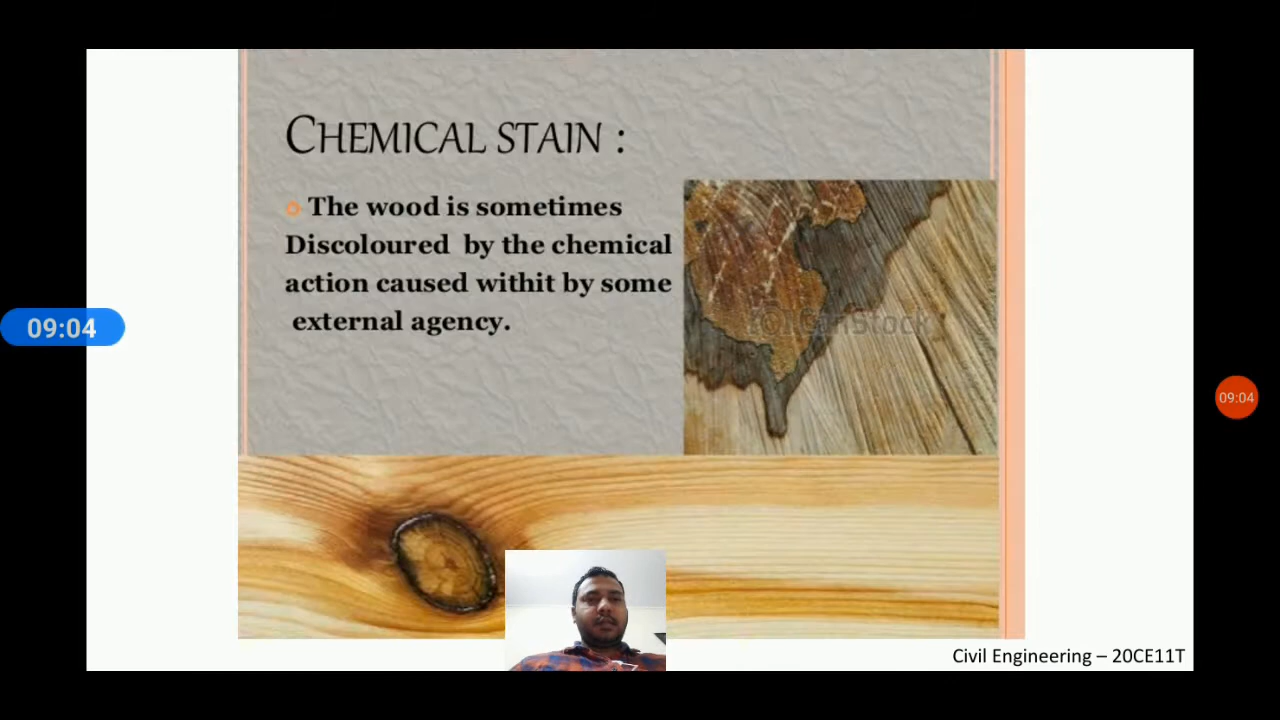 CHEMICAL STAIN :
The wood is sometimes
Discoloured by the chemical
action caused withit by some
external agency.
CanStock
09:04
09:04
Civil Engineering – 20CE11T